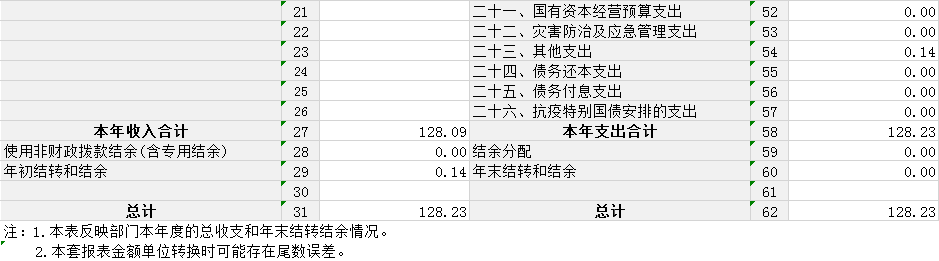 21 二十一、国有资本经营预算支出 52 0.00
22 二十二、灾害防治及应急管理支出 53 0.00
23 二十三、其他支出 54 0.14
24 二十四、债务还本支出 55 0.00
25 二十五、债务付息支出 56 0.00
26 二十六、抗疫特别国债安排的支出 57 0.00
本年收入合计 27 128.09 本年支出合计 58 128.23
使用非财政拨款结余(含专用结余) 28 0.00 结余分配 59 0.00
年初结转和结余 29 0.14 年末结转和结余 60 0.00
30 61
总计 31 128.23 总计 62 128.23
注：1.本表反映部门本年度的总收支和年末结转结余情况。
2.本套报表金额单位转换时可能存在尾数误差。